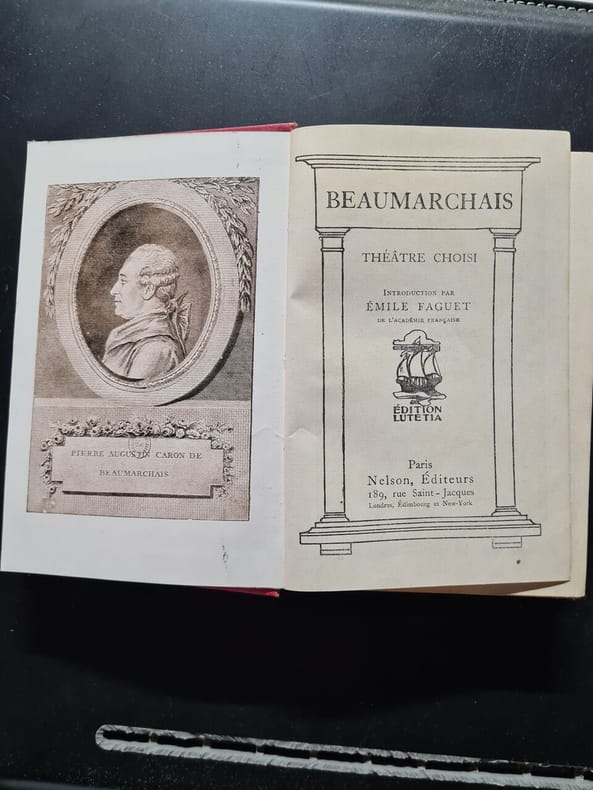 PIERRE AUGUSTIN CARON DE
BEAUMARCHAIS
BEAUMARCHAIS
THÉÂTRE CHOISI
INTRODUCTION PAR
ÉMILE FAGUET
DE L'ACADÉMIE FRANÇAISE
ÉDITION
LUTETIA
Paris
Nelson, Éditeurs
189, rue Saint-Jacques
Londres, Édimbourg et New-York